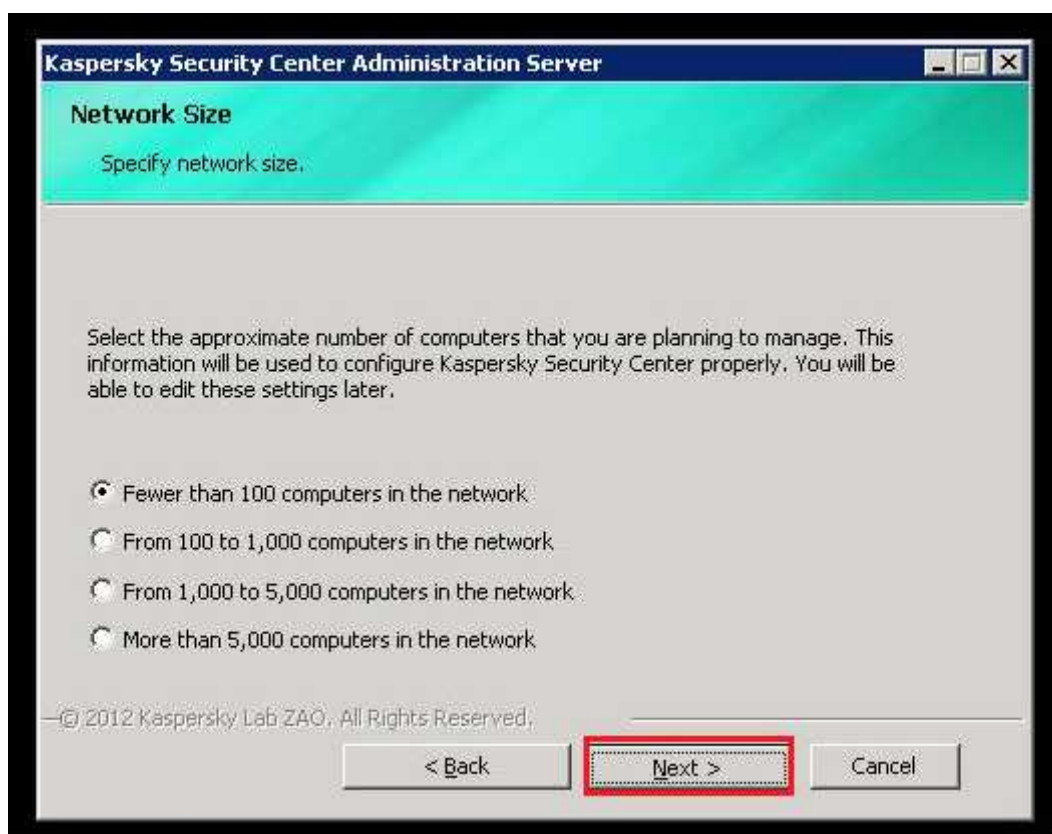 Kaspersky Security Center Administration Server
Network Size
Specify network size.
Select the approximate number of computers that you are planning to manage. This
information will be used to configure Kaspersky Security Center properly. You will be
able to edit these settings later.
Fewer than 100 computers in the network
From 100 to 1,000 computers in the network
From 1,000 to 5,000 computers in the network
More than 5,000 computers in the network
© 2012 Kaspersky Lab ZAO. All Rights Reserved.
< Back Next > Cancel